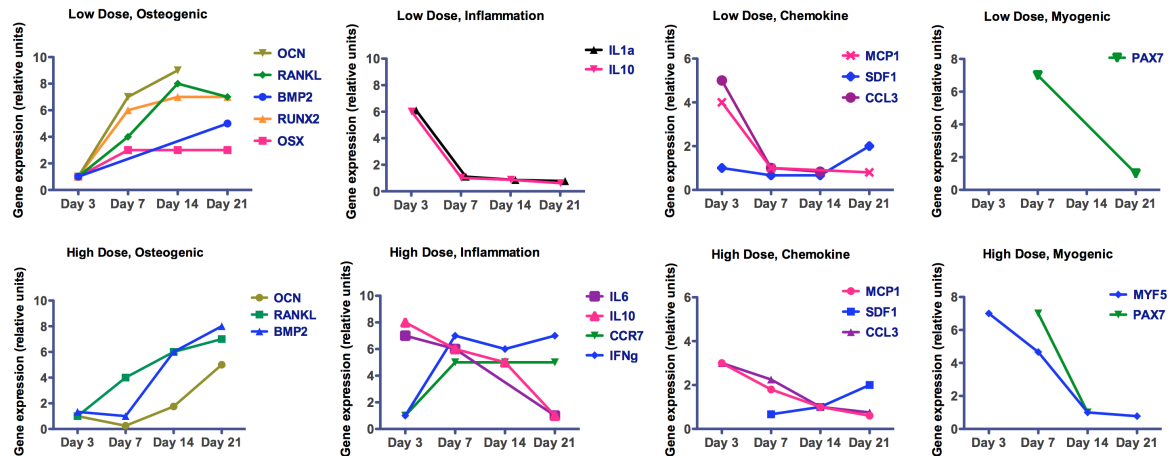 Low Dose, Osteogenic
Gene expression (relative units)
10
8
6
4
2
0
Day 3 Day 7 Day 14 Day 21
OCN
RANKL
BMP2
RUNX2
OSX
Low Dose, Inflammation
Gene expression (relative units)
10
8
6
4
2
0
Day 3 Day 7 Day 14 Day 21
IL1a
IL10
Low Dose, Chemokine
Gene expression (relative units)
6
4
2
0
Day 3 Day 7 Day 14 Day 21
MCP1
SDF1
CCL3
Low Dose, Myogenic
Gene expression (relative units)
8
6
4
2
0
Day 3 Day 7 Day 14 Day 21
PAX7
High Dose, Osteogenic
Gene expression (relative units)
10
8
6
4
2
0
Day 3 Day 7 Day 14 Day 21
OCN
RANKL
BMP2
High Dose, Inflammation
Gene expression (relative units)
10
8
6
4
2
0
Day 3 Day 7 Day 14 Day 21
IL6
IL10
CCR7
IFNg
High Dose, Chemokine
Gene expression (relative units)
6
4
2
0
Day 3 Day 7 Day 14 Day 21
MCP1
SDF1
CCL3
High Dose, Myogenic
Gene expression (relative units)
8
6
4
2
0
Day 3 Day 7 Day 14 Day 21
MYF5
PAX7